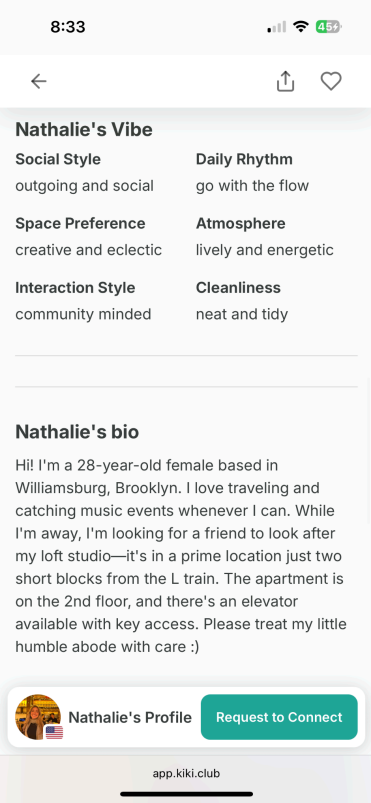 8:33
45
Nathalie's Vibe
Social Style
Daily Rhythm
outgoing and social
go with the flow
Space Preference
Atmosphere
creative and eclectic
lively and energetic
Interaction Style
Cleanliness
community minded
neat and tidy
Nathalie's bio
Hi! I'm a 28-year-old female based in
Williamsburg, Brooklyn. I love traveling and
catching music events whenever I can. While
I'm away, I'm looking for a friend to look after
my loft studio—it's in a prime location just two
short blocks from the L train. The apartment is
on the 2nd floor, and there's an elevator
available with key access. Please treat my little
humble abode with care :)
Nathalie's Profile
Request to Connect
app.kiki.club